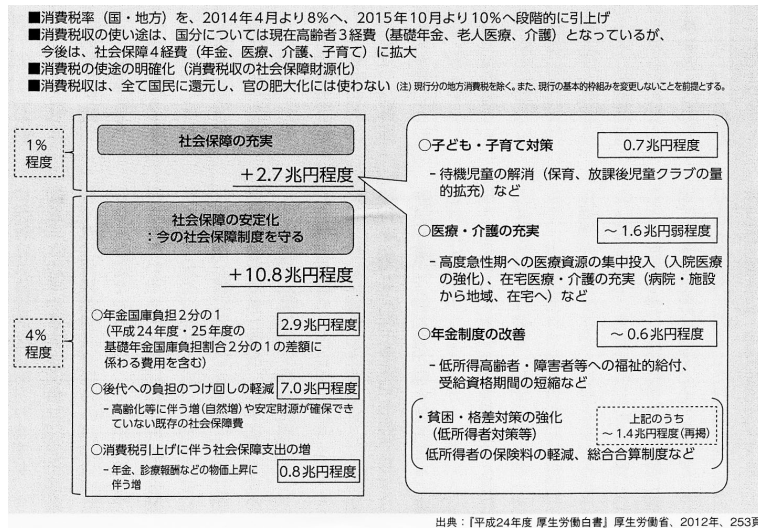 ■消費税率（国・地方）を、2014年4月より8%へ、2015年10月より10%へ段階的に引上げ
■消費税収の使い途は、国分については現在高齢者３経費（基礎年金、老人医療、介護）となっているが、
今後は、社会保障４経費（年金、医療、介護、子育て）に拡大
■消費税の使途の明確化（消費税収の社会保障財源化）
■消費税収は、全て国民に還元し、官の肥大化には使わない（注）現行分の地方消費税を除く。また、現行の基本的枠組みを変更しないことを前提とする。
1%
程度
社会保障の充実
＋2.7兆円程度
4%
程度
社会保障の安定化
：今の社会保障制度を守る
＋10.8兆円程度
○年金国庫負担２分の１
（平成24年度・25年度の
基礎年金国庫負担割合２分の１の差額に
係わる費用を含む）
2.9兆円程度
○後代への負担のつけ回しの軽減
7.0兆円程度
－高齢化等に伴う増（自然増）や安定財源が確保でき
ていない既存の社会保障費
○消費税引上げに伴う社会保障支出の増
－年金、診療報酬などの物価上昇に
伴う増
0.8兆円程度
○子ども・子育て対策
0.7兆円程度
－待機児童の解消（保育、放課後児童クラブの量
的拡充）など
○医療・介護の充実
～1.6兆円弱程度
－高度急性期への医療資源の集中投入（入院医療
の強化）、在宅医療・介護の充実（病院・施設
から地域、在宅へ）など
○年金制度の改善
～0.6兆円程度
－低所得高齢者・障害者等への福祉的給付、
受給資格期間の短縮など
・貧困・格差対策の強化
（低所得者対策等）
上記のうち
～1.4兆円程度（再掲）
低所得者の保険料の軽減、総合合算制度など
出典：『平成24年度 厚生労働白書』厚生労働省、2012年、253頁